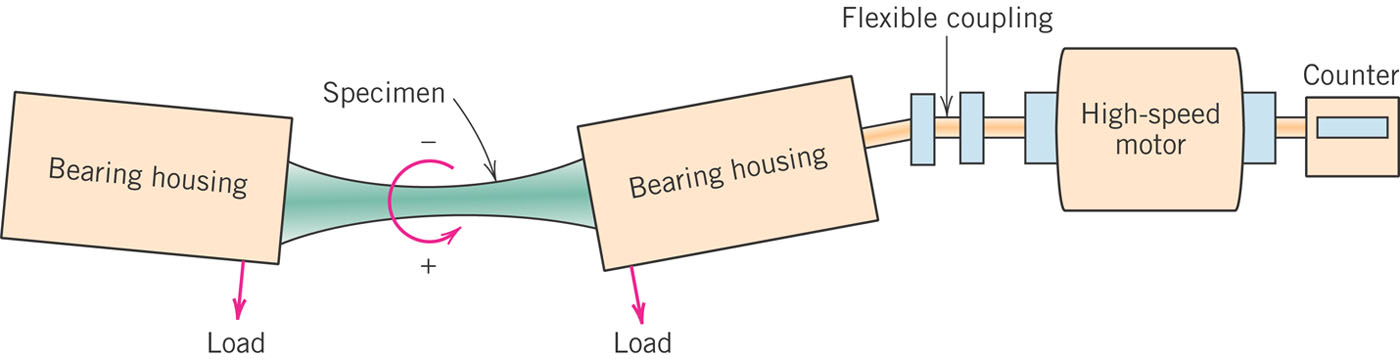 Flexible coupling
Counter
Specimen
High-speed
motor
Bearing housing
Bearing housing
–
+
Load
Load